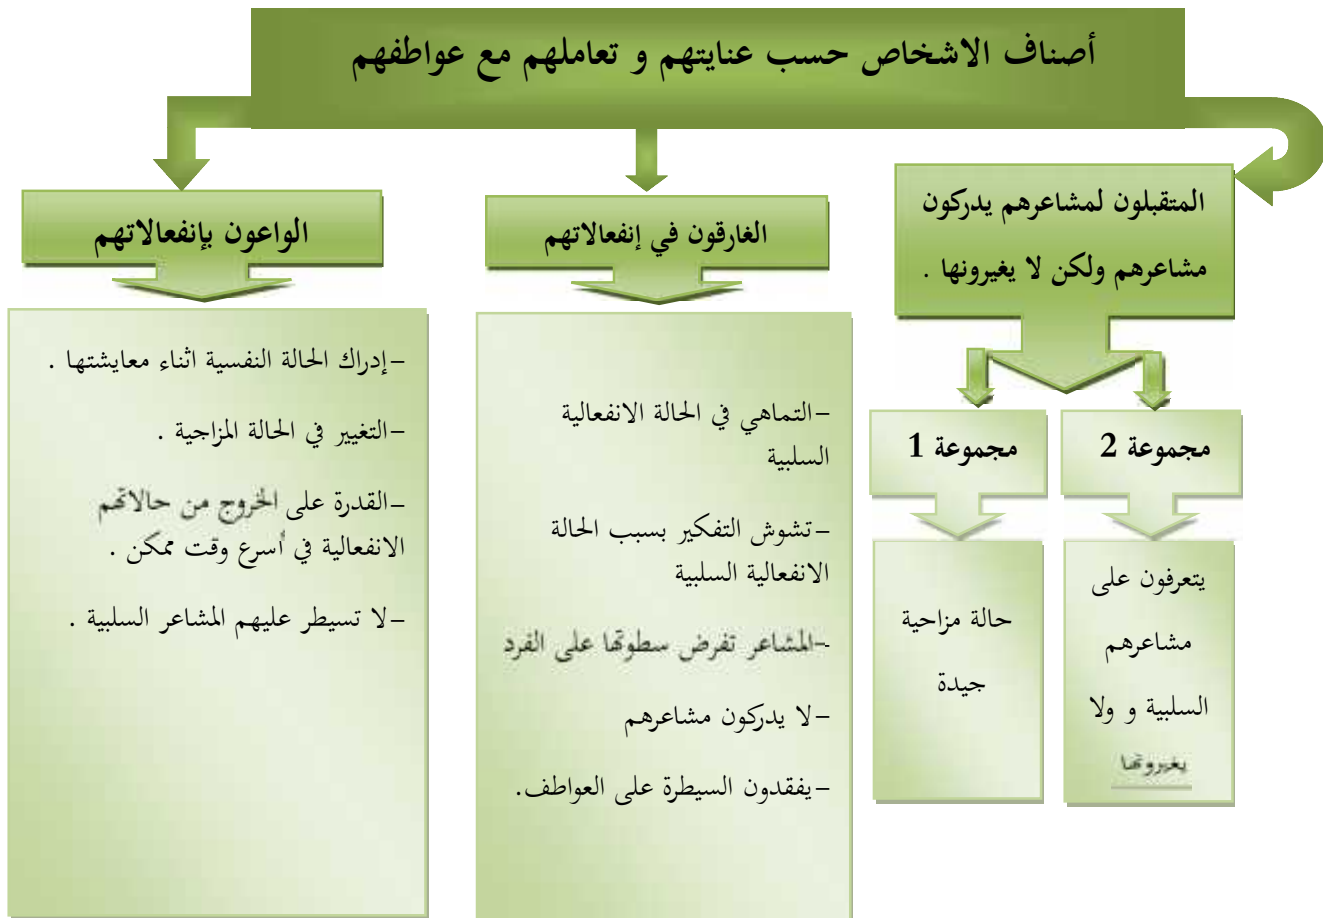 أصناف الاشخاص حسب عنايتهم و تعاملهم مع عواطفهم
المتقبلون لمشاعرهم يدركون
مشاعرهم ولكن لا يغيرونها .
مجموعة 2
يتعرفون على
مشاعرهم
السلبية و ولا
يغيرونها
مجموعة 1
حالة مزاحية
جيدة
الغارقون في إنفعالاتهم
-التماهي في الحالة الانفعالية
السلبية
-تشوش التفكير بسبب الحالة
الانفعالية السلبية
-المشاعر تفرض سطوتها على الفرد
-لا يدركون مشاعرهم
-يفقدون السيطرة على العواطف.
الواعون بإنفعالاتهم
-إدراك الحالة النفسية اثناء معايشتها .
-التغيير في الحالة المزاجية .
-القدرة على الخروج من حالاتهم
الانفعالية في أسرع وقت ممكن .
-لا تسيطر عليهم المشاعر السلبية .